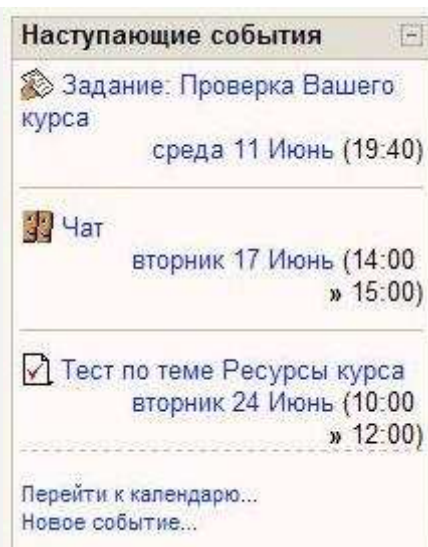 Наступающие события
Задание: Проверка Вашего
курса
среда 11 Июнь (19:40)
Чат
вторник 17 Июнь (14:00
» 15:00)
Тест по теме Ресурсы курса
вторник 24 Июнь (10:00
» 12:00)
Перейти к календарю...
Новое событие...